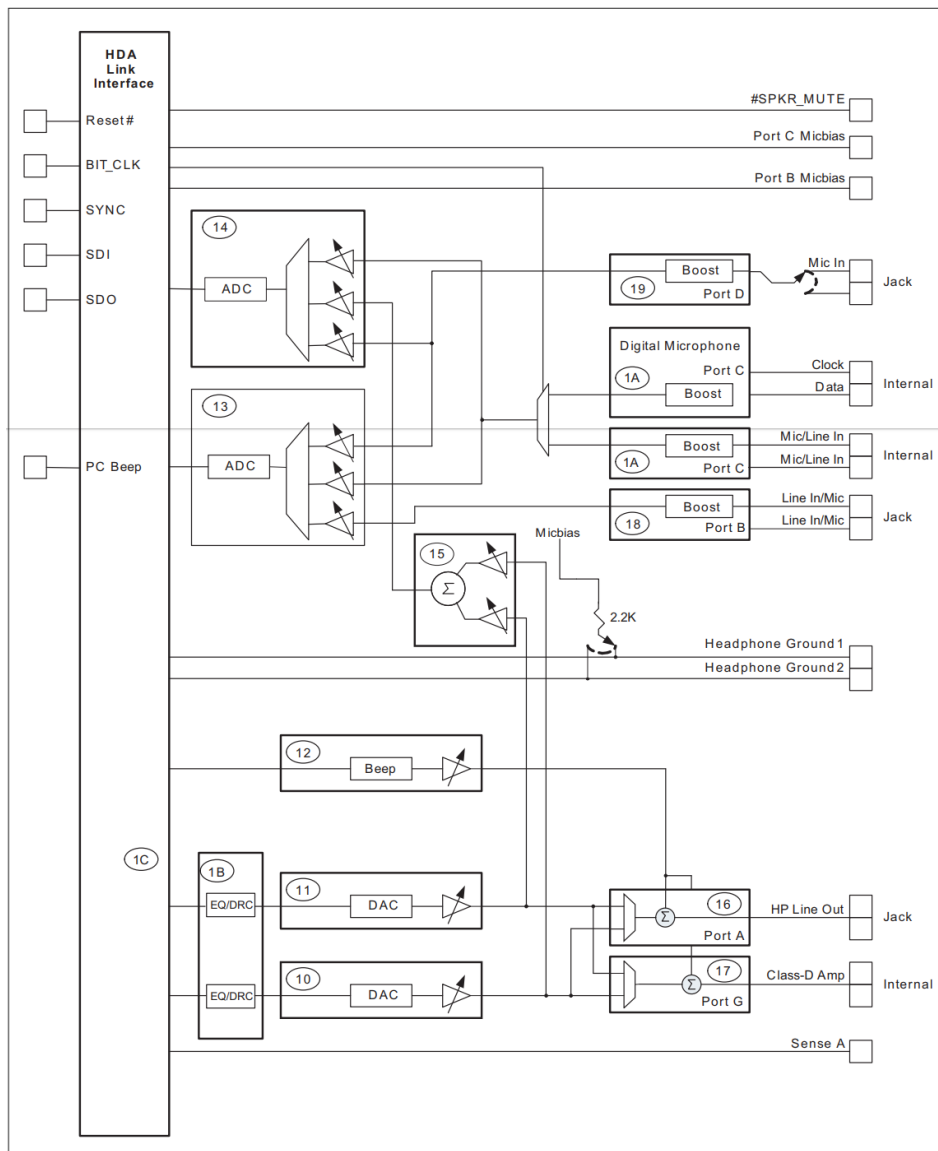 HDA
Link
Interface
Reset#
BIT_CLK
SYNC
SDI
SDO
PC Beep
1C
#SPKR_MUTE
Port C Micbias
Port B Micbias
14
ADC
13
ADC
19
Boost
Port D
Mic In
Jack
Digital Microphone
Port C
1A
Boost
Clock
Data
Internal
1A
Boost
Port C
Mic/Line In
Mic/Line In
Internal
18
Boost
Port B
Line In/Mic
Line In/Mic
Jack
15
Σ
Micbias
2.2K
Headphone Ground 1
Headphone Ground 2
12
Beep
1B
EQ/DRC
EQ/DRC
11
DAC
10
DAC
16
Σ
Port A
HP Line Out
Jack
17
Σ
Port G
Class-D Amp
Internal
Sense A